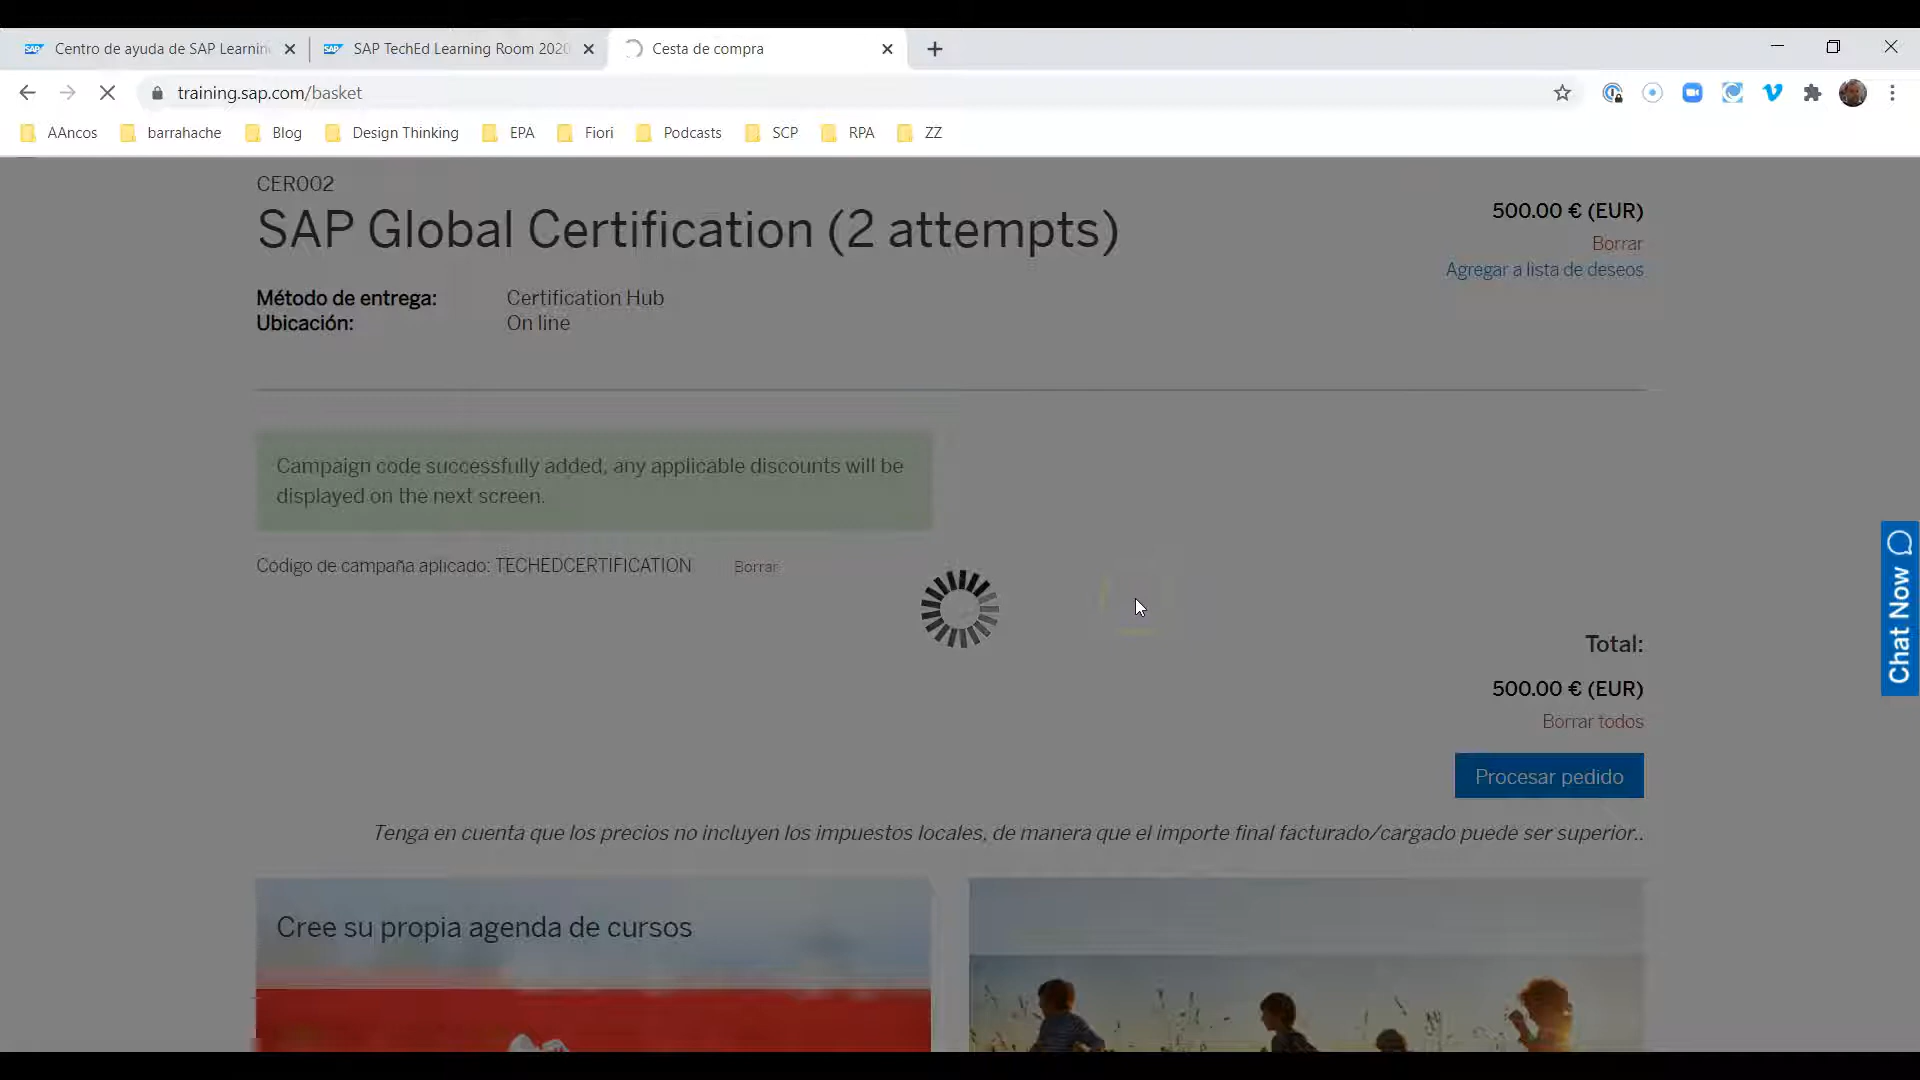 Centro de ayuda de SAP Learnin
SAP TechEd Learning Room 2020
Cesta de compra
training.sap.com/basket
AAncos
barrahache
Blog
Design Thinking
EPA
Fiori
Podcasts
SCP
RPA
ZZ
CER002
SAP Global Certification (2 attempts)
500.00 € (EUR)
Borrar
Agregar a lista de deseos
Método de entrega: Certification Hub
Ubicación: On line
Campaign code successfully added, any applicable discounts will be
displayed on the next screen.
Código de campaña aplicado: TECHEDCERTIFICATION Borrar
Chat Now
Total:
500.00 € (EUR)
Borrar todos
Procesar pedido
Tenga en cuenta que los precios no incluyen los impuestos locales, de manera que el importe final facturado/cargado puede ser superior..
Cree su propia agenda de cursos